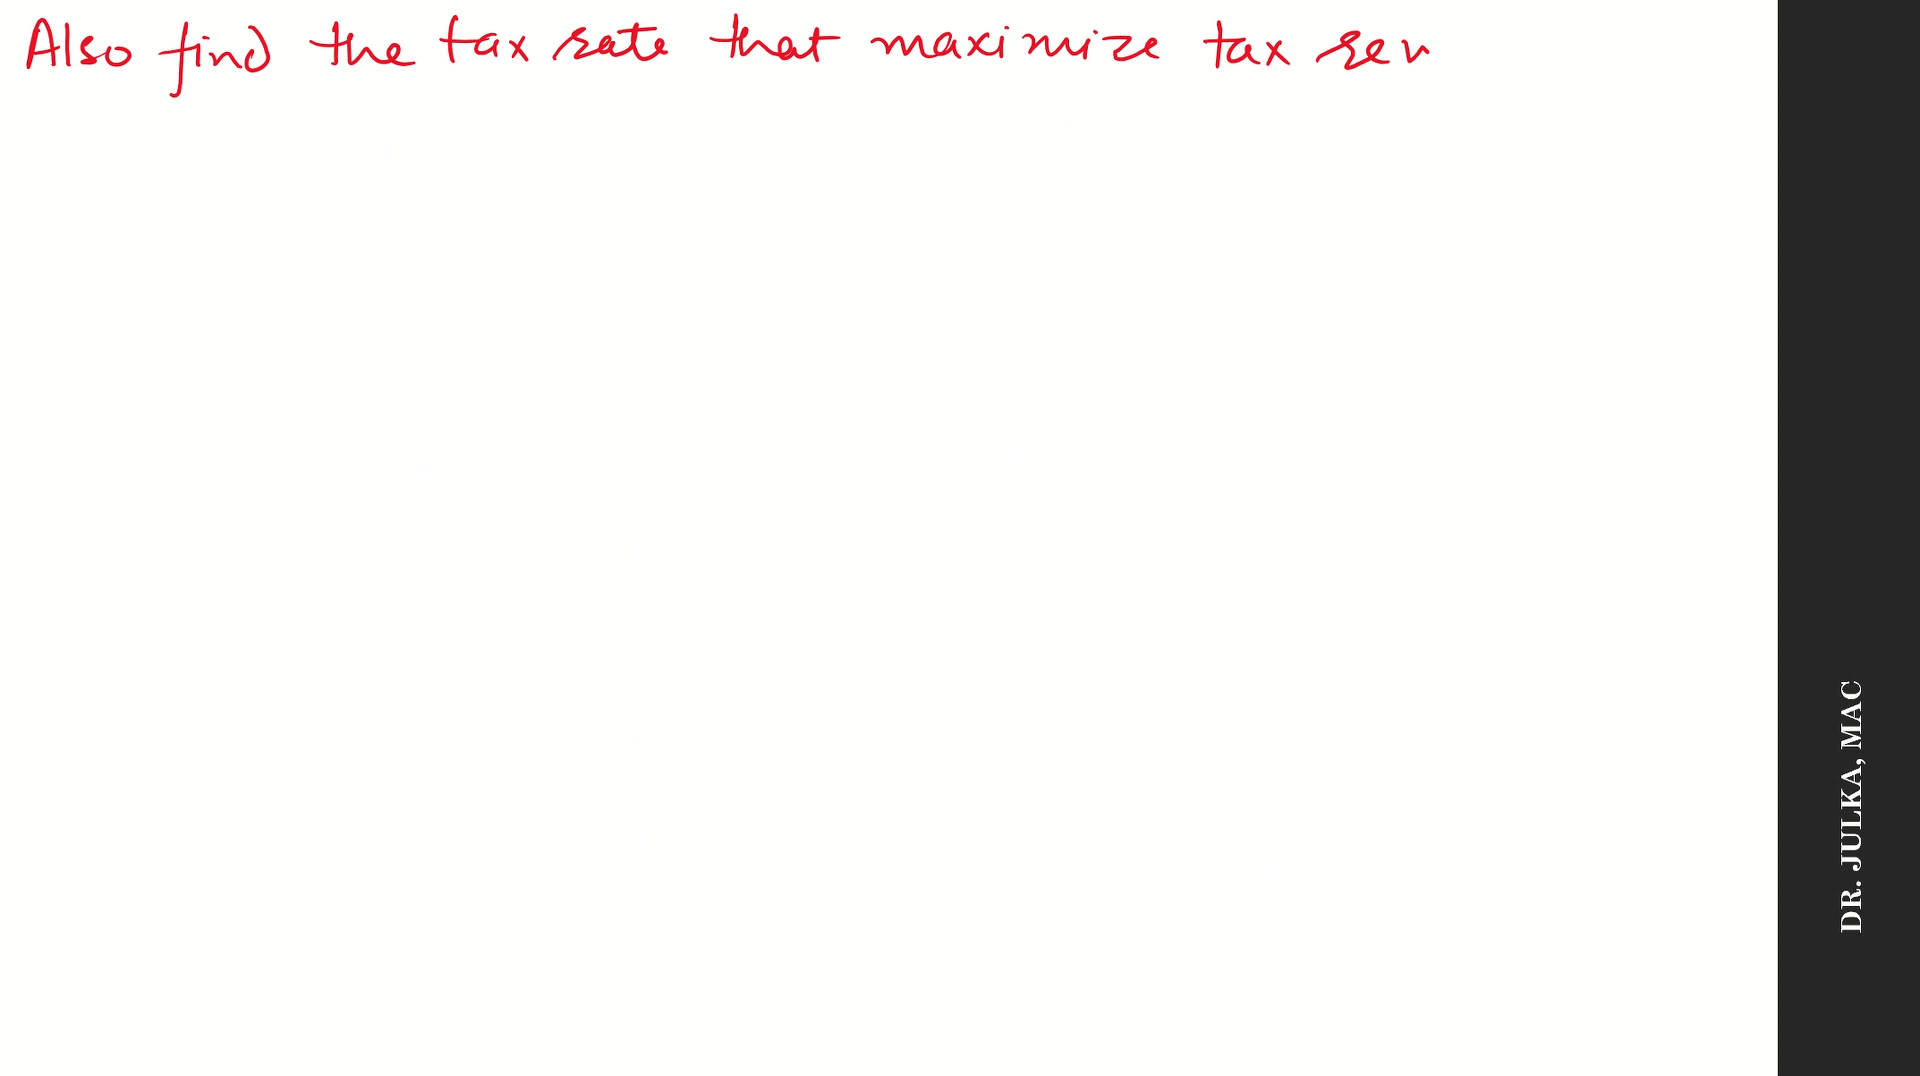 Also find the tax rate that maximize tax rev
DR. JULKA, MAC